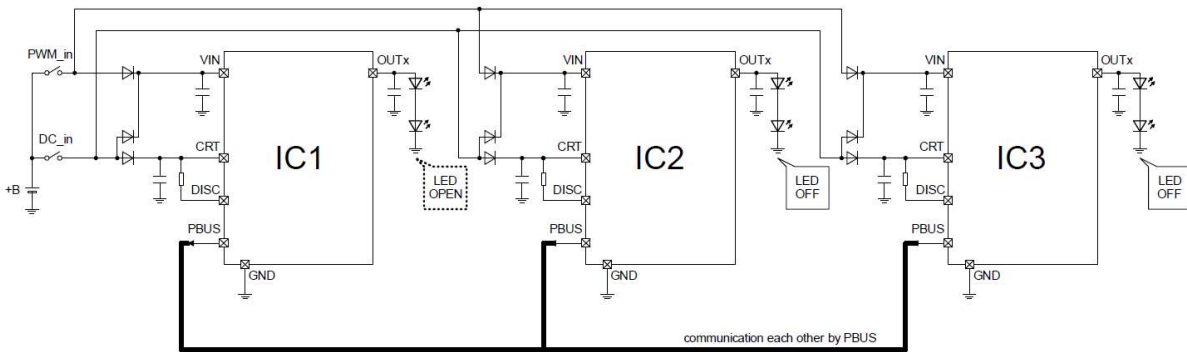 PWM_in
DC_in
+B
VIN
OUTx
CRT
IC1
LED
OPEN
DISC
PBUS
GND
VIN
OUTx
CRT
IC2
LED
OFF
DISC
PBUS
GND
VIN
OUTx
CRT
IC3
LED
OFF
DISC
PBUS
GND
communication each other by PBUS